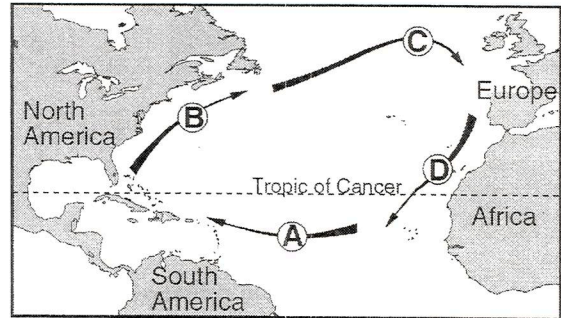 C
Europe
North
America
B
D
Tropic of Cancer
Africa
A
South
America